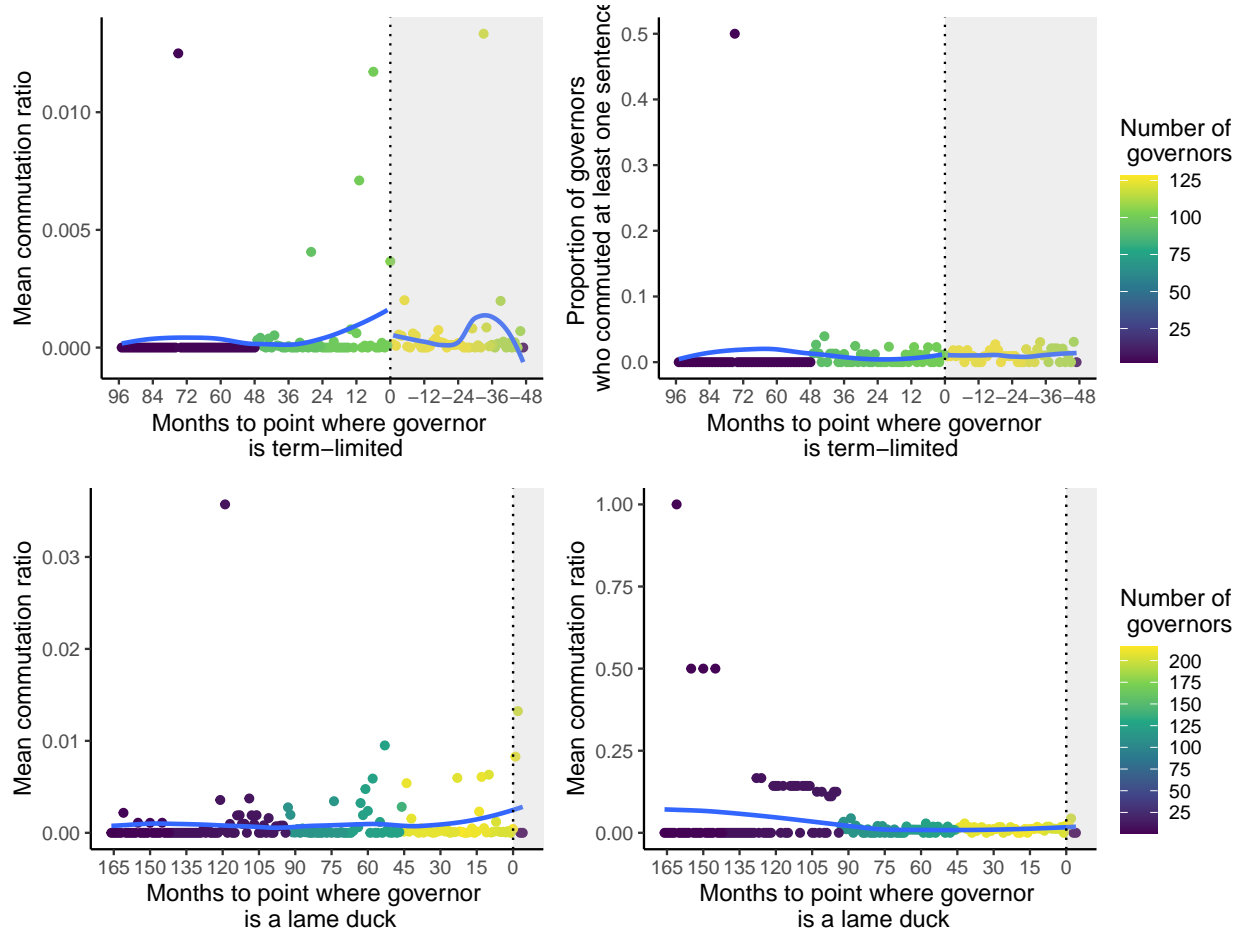 Mean commutation ratio
0.010
0.005
0.000
96 84 72 60 48 36 24 12 0 −12−24−36−48
Months to point where governor
is term−limited
Proportion of governors
who commuted at least one sentence
0.5
0.4
0.3
0.2
0.1
0.0
96 84 72 60 48 36 24 12 0 −12−24−36−48
Months to point where governor
is term−limited
Number of
governors
125
100
75
50
25
Mean commutation ratio
0.03
0.02
0.01
0.00
165 150 135 120 105 90 75 60 45 30 15 0
Months to point where governor
is a lame duck
Mean commutation ratio
1.00
0.75
0.50
0.25
0.00
165 150 135 120 105 90 75 60 45 30 15 0
Months to point where governor
is a lame duck
Number of
governors
200
175
150
125
100
75
50
25